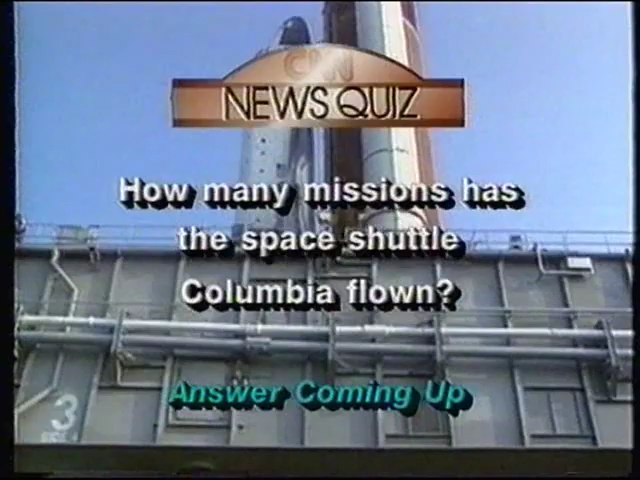 CNN
NEWS QUIZ
How many missions has
the space shuttle
Columbia flown?
Answer Coming Up
3